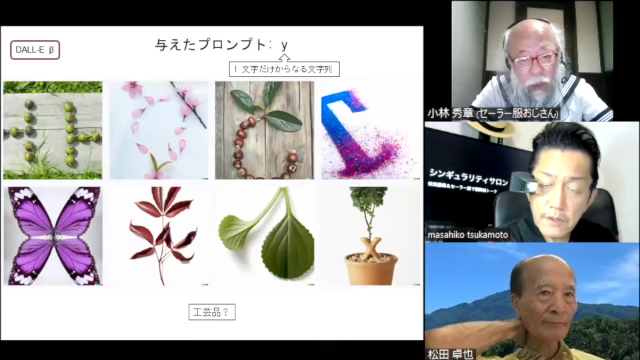 DALL-E β
与えたプロンプト: y
1 文字だけからなる文字列
工芸品？
小林 秀章 (セーラー服おじさん)
シンギュラリティサロン
masahiko tsukamoto
松田 卓也